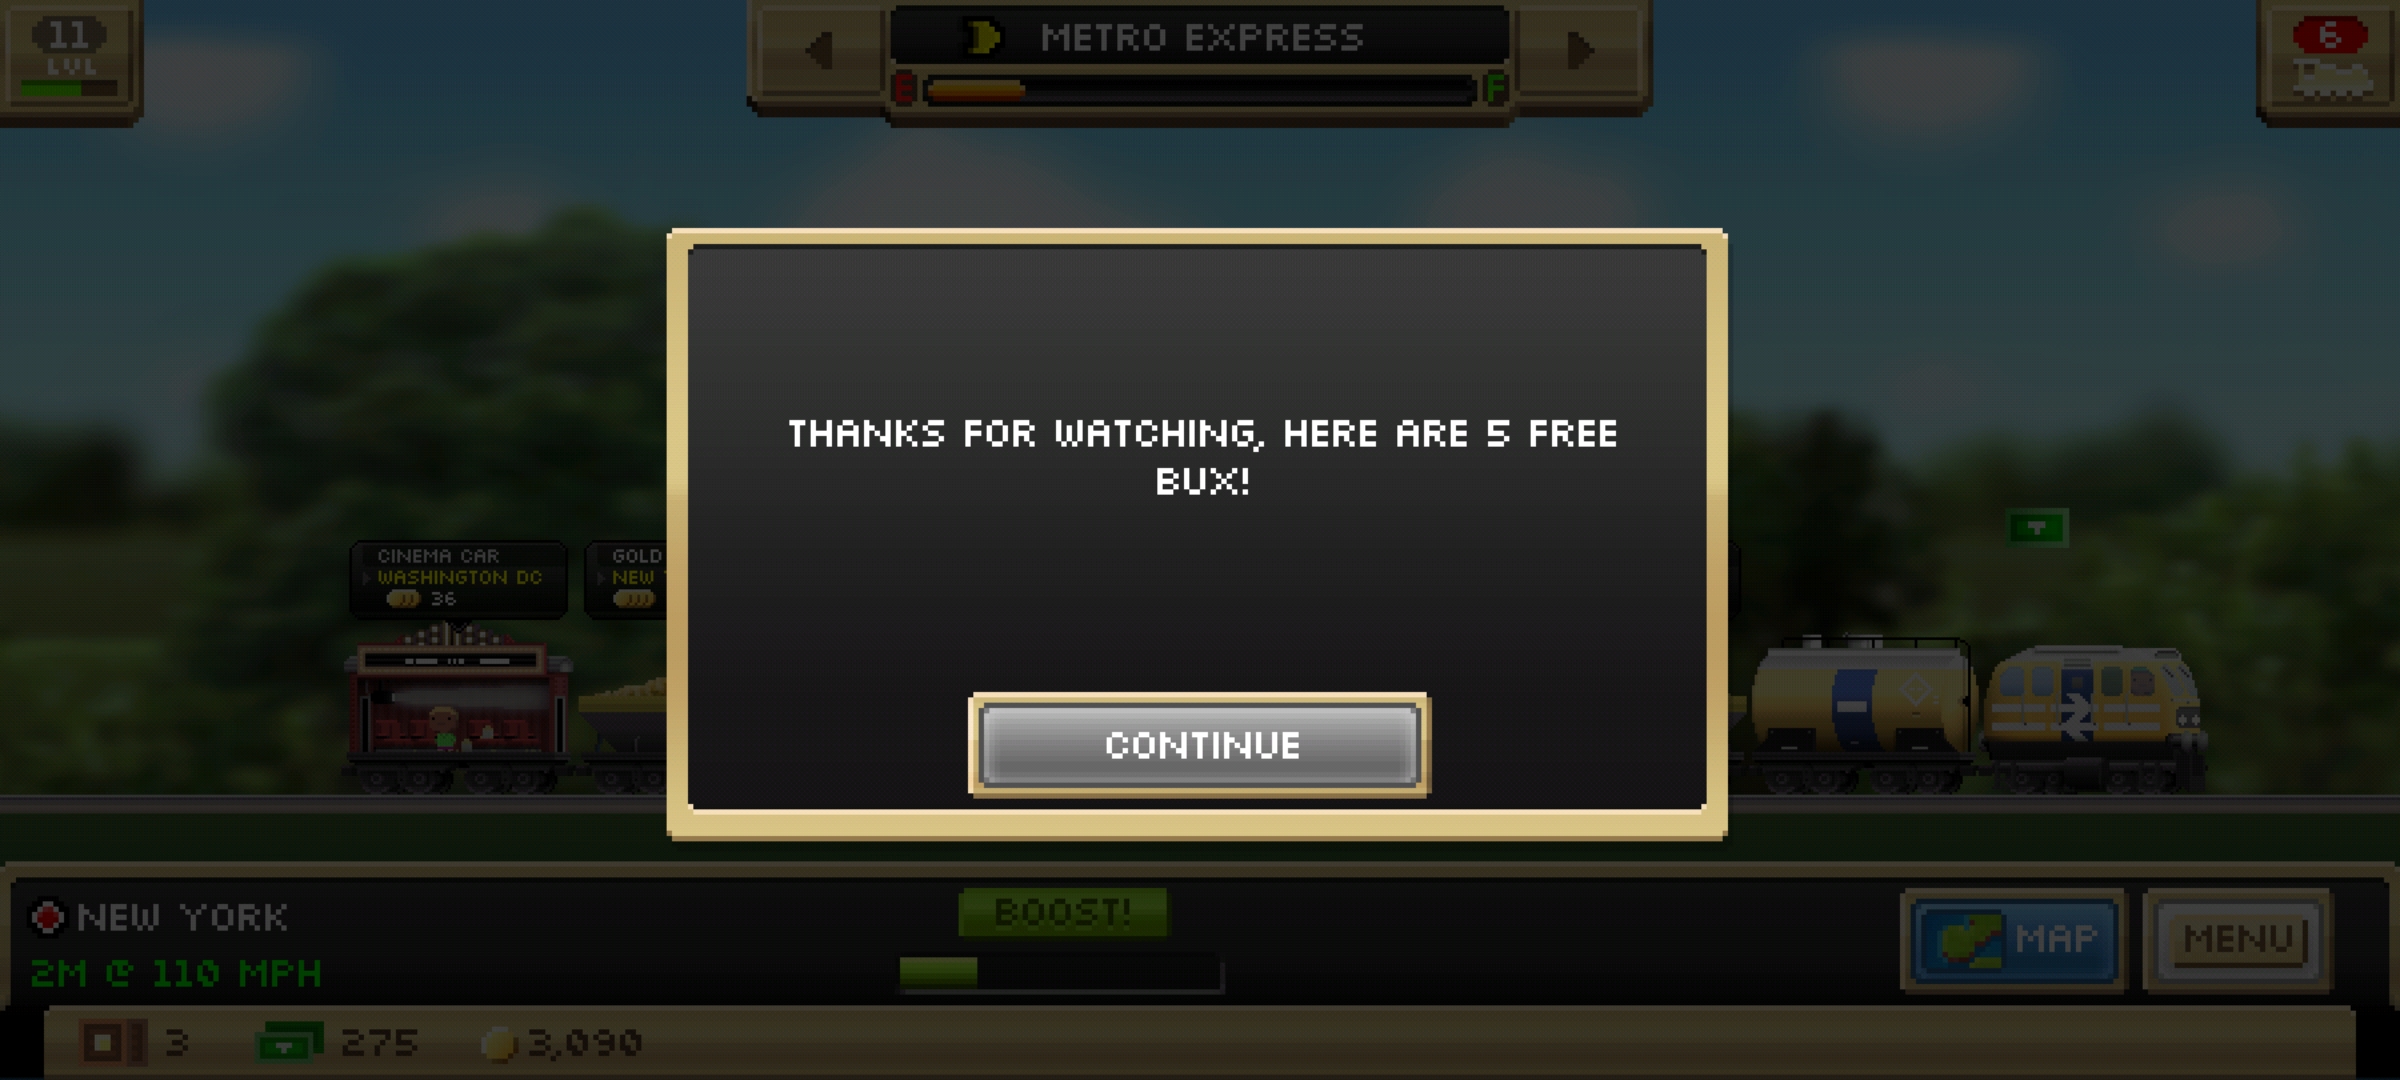 11
LVL
METRO EXPRESS
E
F
6
THANKS FOR WATCHING, HERE ARE 5 FREE
BUX!
CINEMA CAR
WASHINGTON DC
36
GOLD
NEW
CONTINUE
NEW YORK
2M @ 110 MPH
BOOST!
MAP
MENU
3
275
3,090